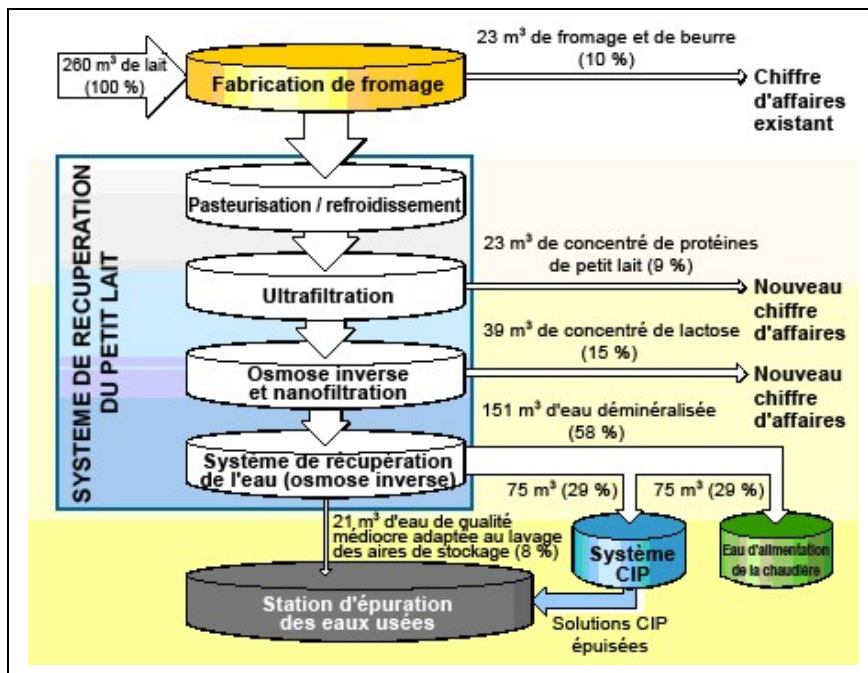 260 m³ de lait
(100 %)
Fabrication de fromage
23 m³ de fromage et de beurre
(10 %)
Chiffre
d'affaires
existant
SYSTEME DE RECUPERATION
DU PETIT LAIT
Pasteurisation / refroidissement
23 m³ de concentré de protéines
de petit lait (9 %)
Ultrafiltration
Nouveau
chiffre
d'affaires
39 m³ de concentré de lactose
(15 %)
Osmose inverse
et nanofiltration
Nouveau
chiffre
d'affaires
151 m³ d'eau déminéralisée
(58 %)
Système de récupération
de l'eau (osmose inverse)
75 m³ (29 %)
75 m³ (29 %)
21 m³ d'eau de qualité
médiocre adaptée au lavage
des aires de stockage (8 %)
Système
CIP
Eau d'alimentation
de la chaudière
Station d'épuration
des eaux usées
Solutions CIP
épuisées